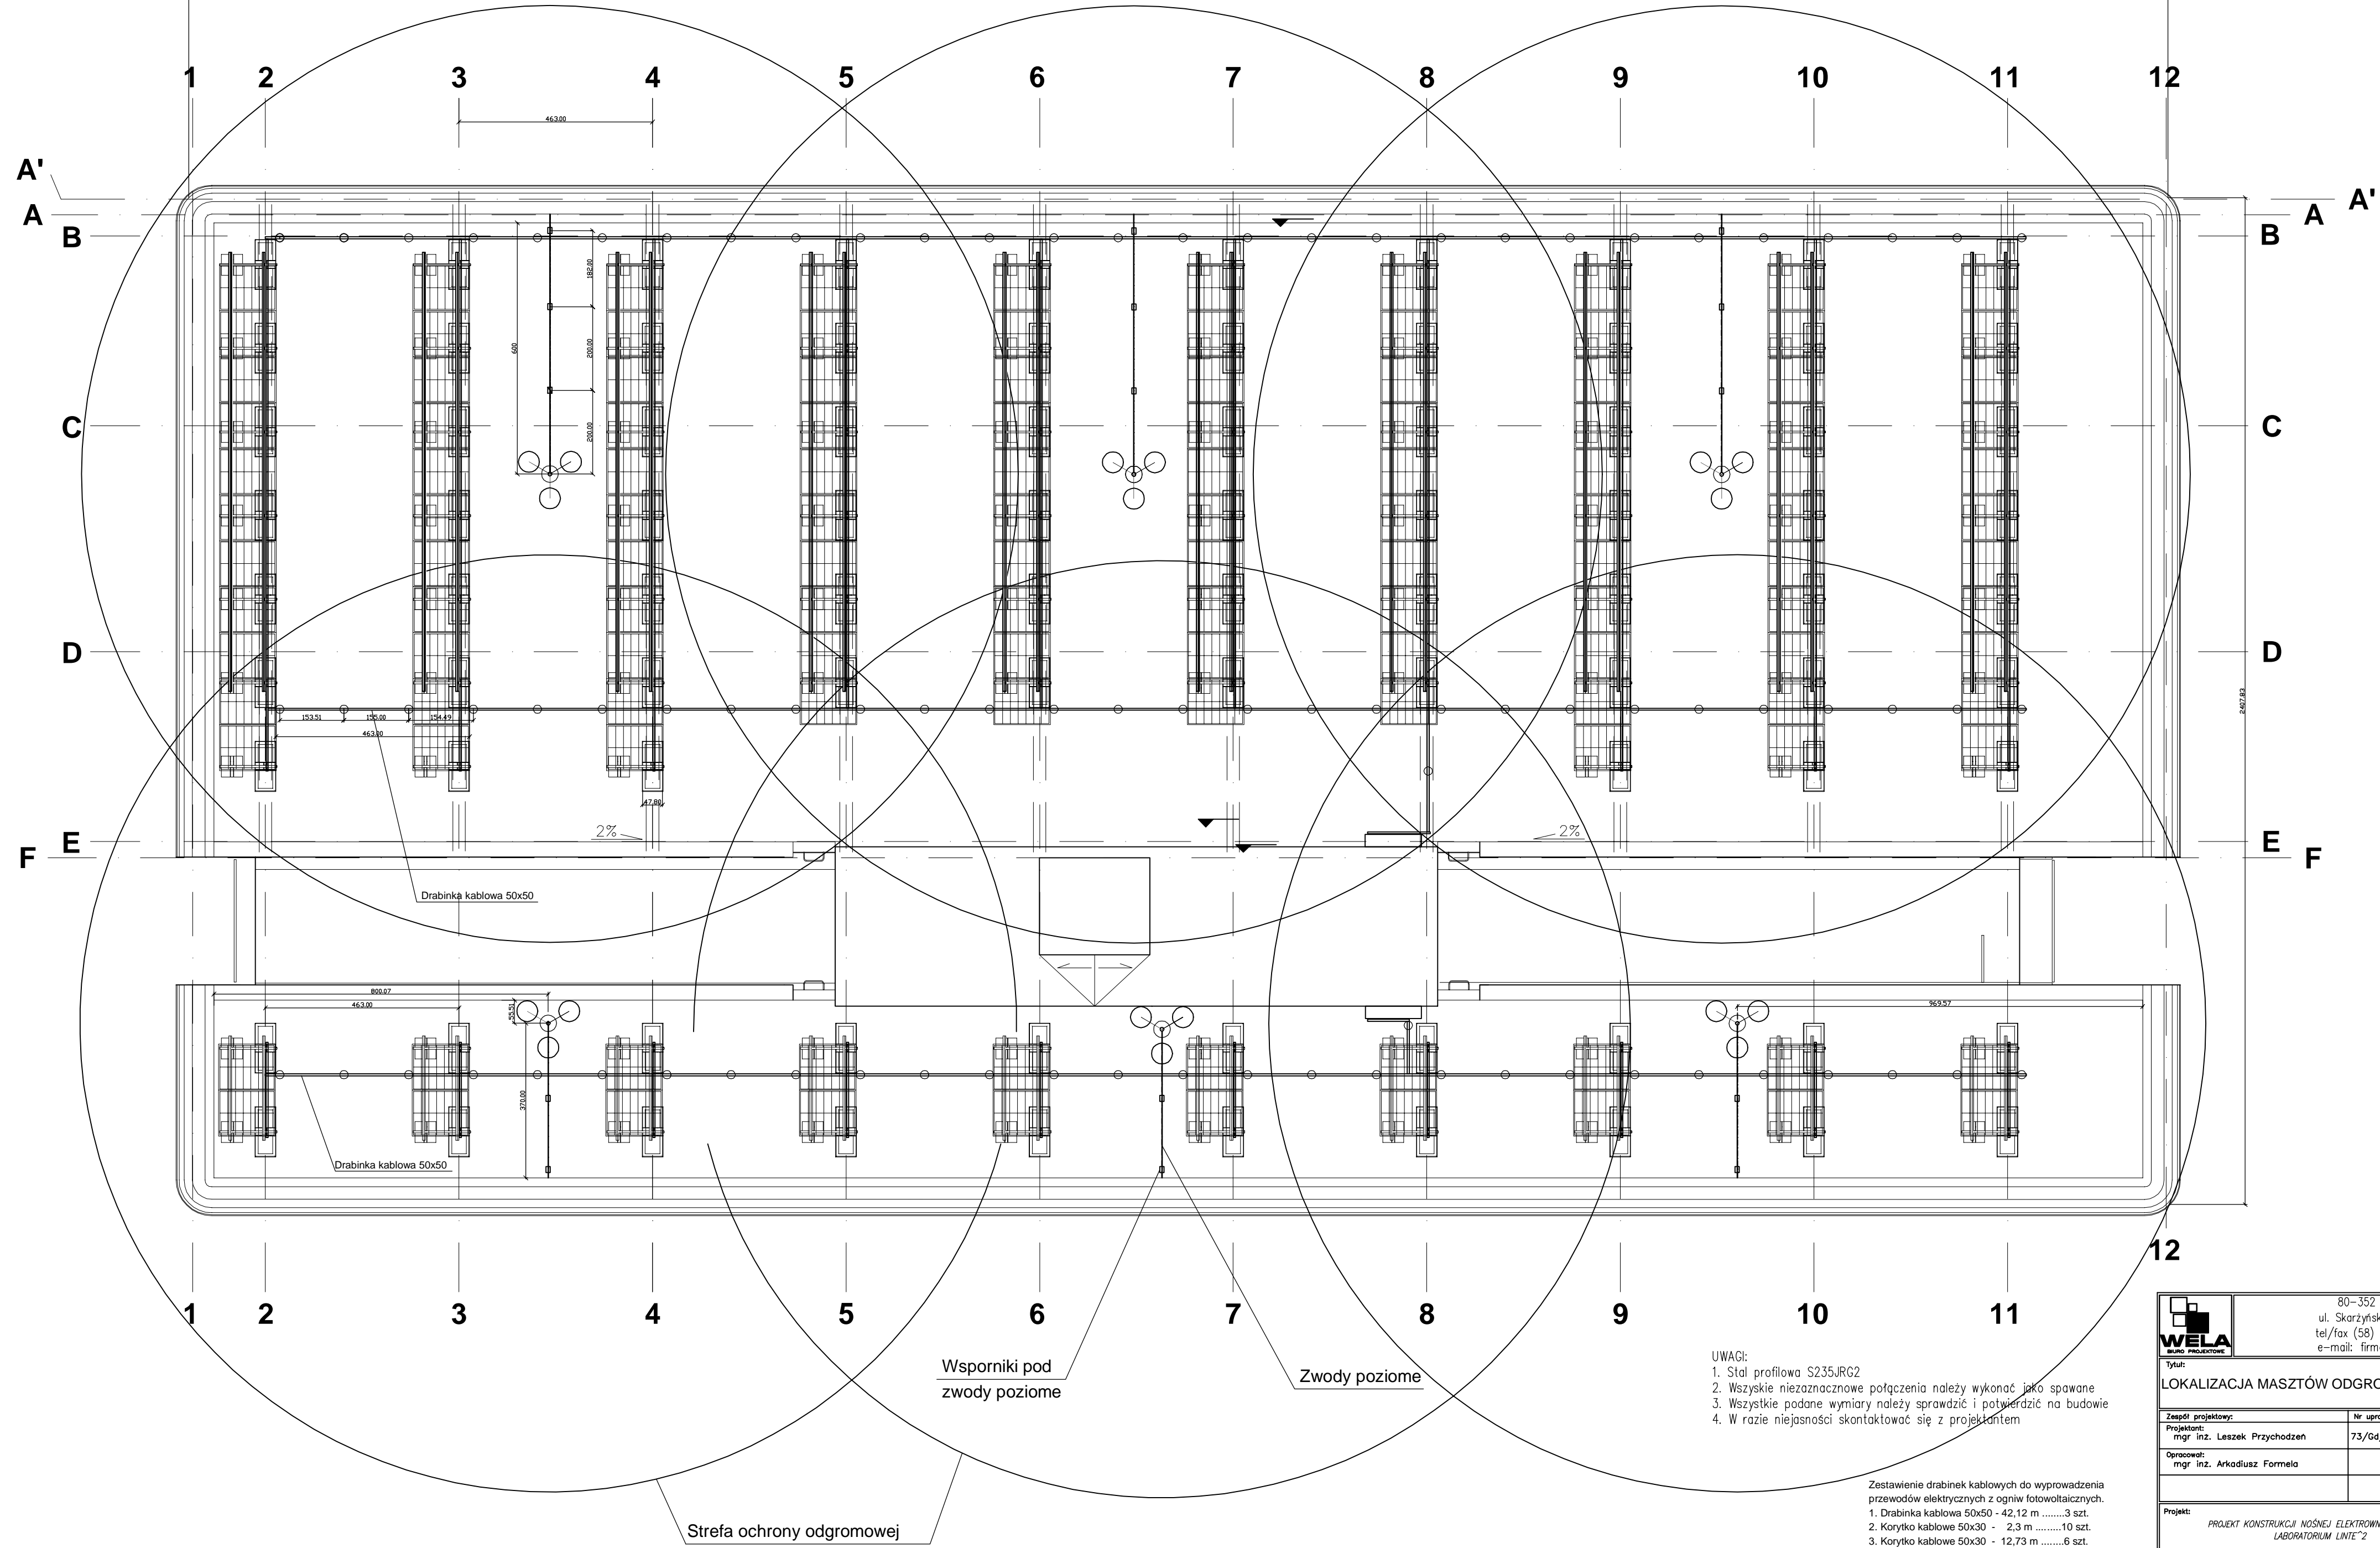 1 2 3 4 5 6 7 8 9 10 11 12
463.00
A' A'
A A
B B
182.00
600
200.00
200.00
C C
D D
2407.83
153.51 155.00 154.49
463.00
47.80
2% 2%
E E
F F
Drabinka kablowa 50x50
800.07
463.00
55.51
969.57
370.00
Drabinka kablowa 50x50
12
1 2 3 4 5 6 7 8 9 10 11
Wsporniki pod
zwody poziome
Zwody poziome
Strefa ochrony odgromowej
UWAGI:
1. Stal profilowa S235JRG2
2. Wszyskie niezaznacznowe połączenia należy wykonać jako spawane
3. Wszystkie podane wymiary należy sprawdzić i potwierdzić na budowie
4. W razie niejasności skontaktować się z projektantem
Zestawienie drabinek kablowych do wyprowadzenia
przewodów elektrycznych z ogniw fotowoltaicznych.
1. Drabinka kablowa 50x50 - 42,12 m ........3 szt.
2. Korytko kablowe 50x30 - 2,3 m .........10 szt.
3. Korytko kablowe 50x30 - 12,73 m ........6 szt.
WELA
BIURO PROJEKTOWE
80-352
ul. Skarżyńsk
tel/fax (58)
e-mail: firm
Tytuł:
LOKALIZACJA MASZTÓW ODGRO
Zespół projektowy: Nr upr
Projektant:
mgr inż. Leszek Przychodzeń 73/Gd
Opracował:
mgr inż. Arkadiusz Formela
Projekt:
PROJEKT KONSTRUKCJI NOŚNEJ ELEKTROWN
LABORATORIUM LINTE^2